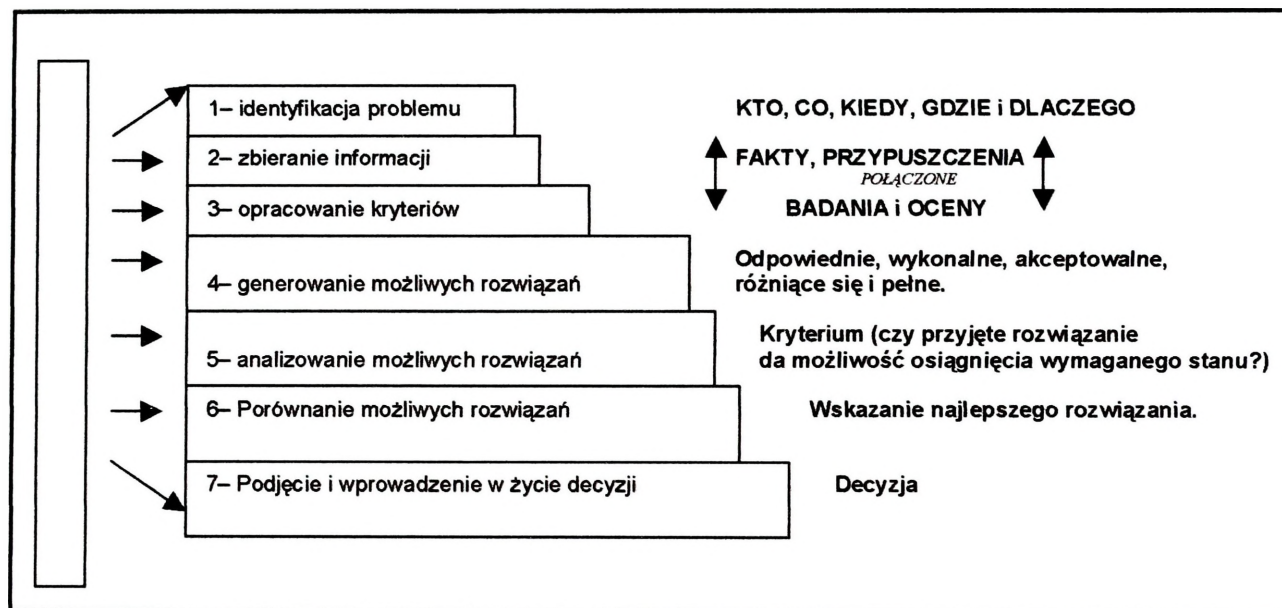 1– identyfikacja problemu
KTO, CO, KIEDY, GDZIE i DLACZEGO
2– zbieranie informacji
FAKTY, PRZYPUSZCZENIA
POŁĄCZONE
3– opracowanie kryteriów
BADANIA i OCENY
4– generowanie możliwych rozwiązań
Odpowiednie, wykonalne, akceptowalne,
różniące się i pełne.
5– analizowanie możliwych rozwiązań
Kryterium (czy przyjęte rozwiązanie
da możliwość osiągnięcia wymaganego stanu?)
6– Porównanie możliwych rozwiązań
Wskazanie najlepszego rozwiązania.
7– Podjęcie i wprowadzenie w życie decyzji
Decyzja